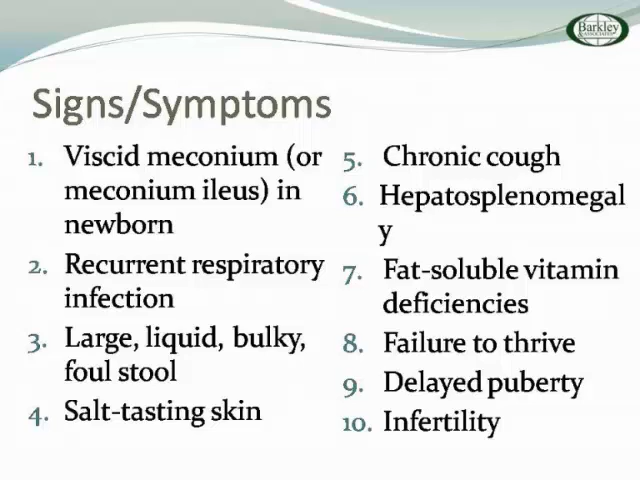 Barkley
& ASSOCIATES
Signs/Symptoms
1. Viscid meconium (or
meconium ileus) in
newborn
2. Recurrent respiratory
infection
3. Large, liquid, bulky,
foul stool
4. Salt-tasting skin
5. Chronic cough
6. Hepatosplenomegal
y
7. Fat-soluble vitamin
deficiencies
8. Failure to thrive
9. Delayed puberty
10. Infertility